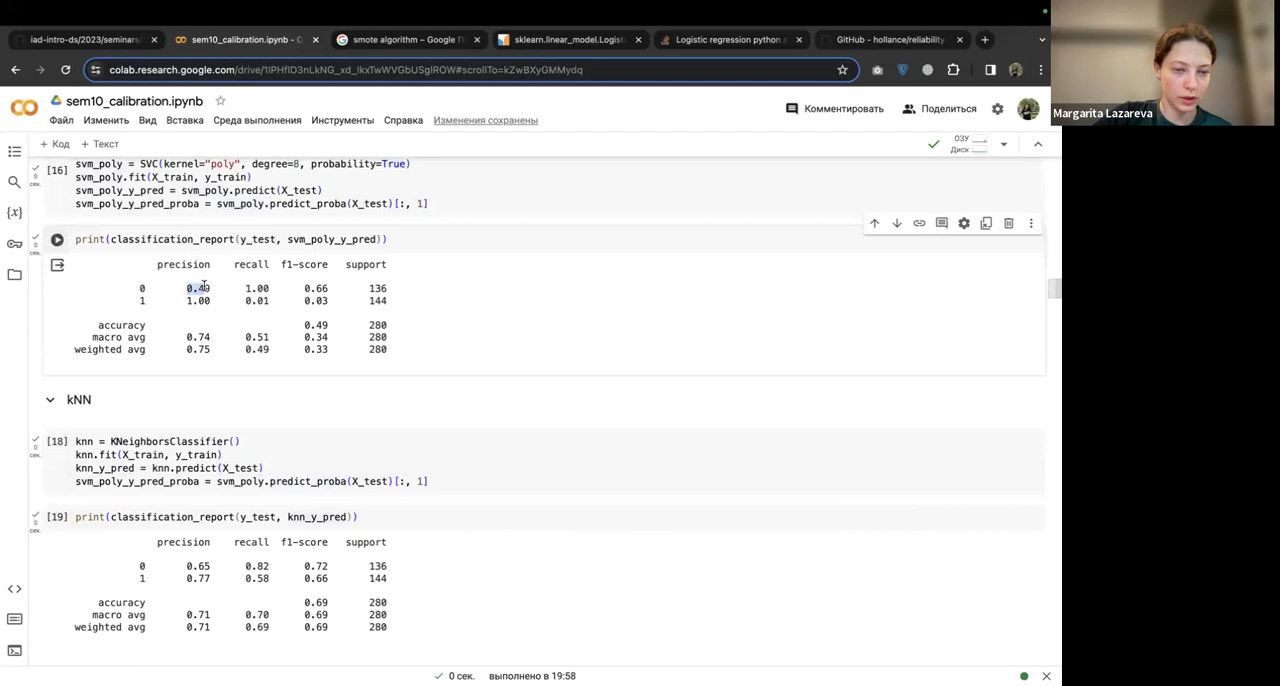 iad-intro-ds/2023/seminars
sem10_calibration.ipynb - C
smote algorithm – Google П
sklearn.linear_model.Logisti
Logistic regression python s
GitHub - hollance/reliability-
colab.research.google.com/drive/1lPHfID3nLkNG_xd_lkxTwWVGbUSglROW#scrollTo=kZwBXyGMMydq
sem10_calibration.ipynb
Комментировать
Поделиться
Файл Изменить Вид Вставка Среда выполнения Инструменты Справка Изменения сохранены
+ Код + Текст
ОЗУ
Диск
Margarita Lazareva
svm_poly = SVC(kernel="poly", degree=8, probability=True)
[16]
svm_poly.fit(X_train, y_train)
svm_poly_y_pred = svm_poly.predict(X_test)
svm_poly_y_pred_proba = svm_poly.predict_proba(X_test)[:, 1]
0
сек.
print(classification_report(y_test, svm_poly_y_pred))
0
сек.
precision recall f1-score support
0 0.49 1.00 0.66 136
1 1.00 0.01 0.03 144
accuracy 0.49 280
macro avg 0.74 0.51 0.34 280
weighted avg 0.75 0.49 0.33 280
kNN
[18] knn = KNeighborsClassifier()
knn.fit(X_train, y_train)
knn_y_pred = knn.predict(X_test)
svm_poly_y_pred_proba = svm_poly.predict_proba(X_test)[:, 1]
0
сек.
[19] print(classification_report(y_test, knn_y_pred))
0
сек.
precision recall f1-score support
0 0.65 0.82 0.72 136
1 0.77 0.58 0.66 144
accuracy 0.69 280
macro avg 0.71 0.70 0.69 280
weighted avg 0.71 0.69 0.69 280
0 сек. выполнено в 19:58